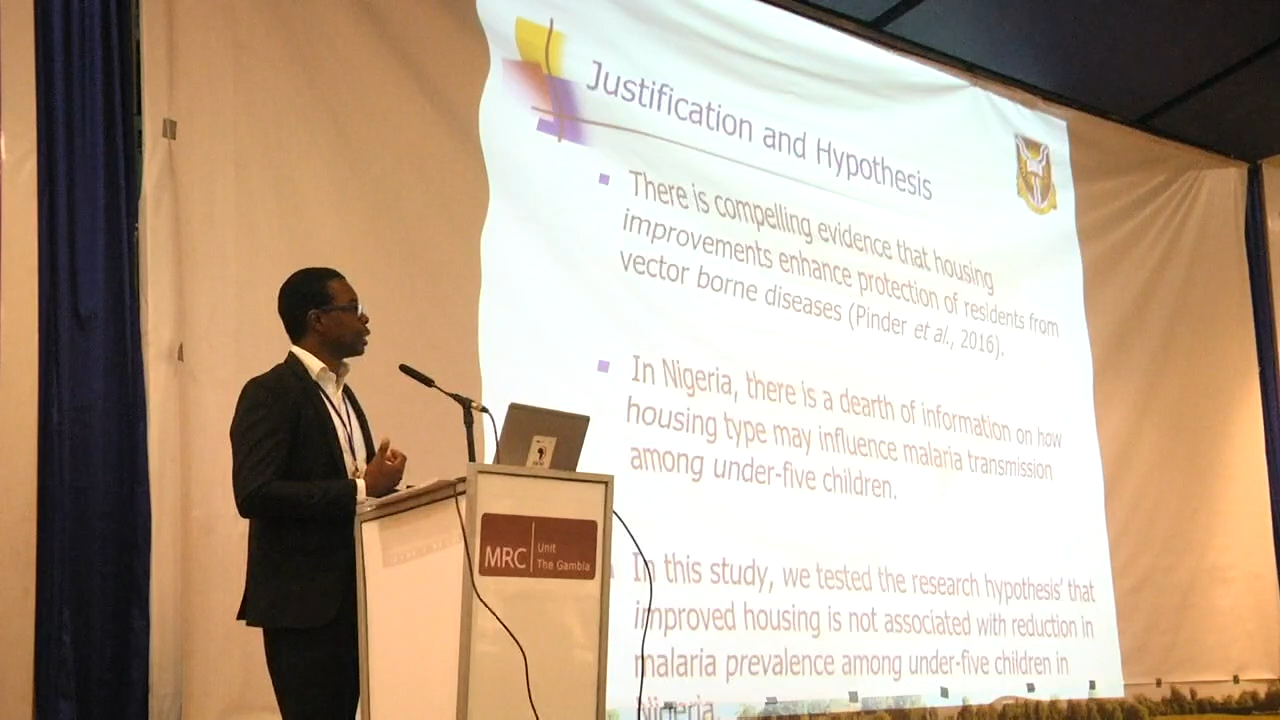 Justification and Hypothesis
There is compelling evidence that housing
improvements enhance protection of residents from
vector borne diseases (Pinder et al., 2016).
In Nigeria, there is a dearth of information on how
housing type may influence malaria transmission
among under-five children.
In this study, we tested the research hypothesis' that
improved housing is not associated with reduction in
malaria prevalence among under-five children in
Nigeria.
MRC Unit
The Gambia